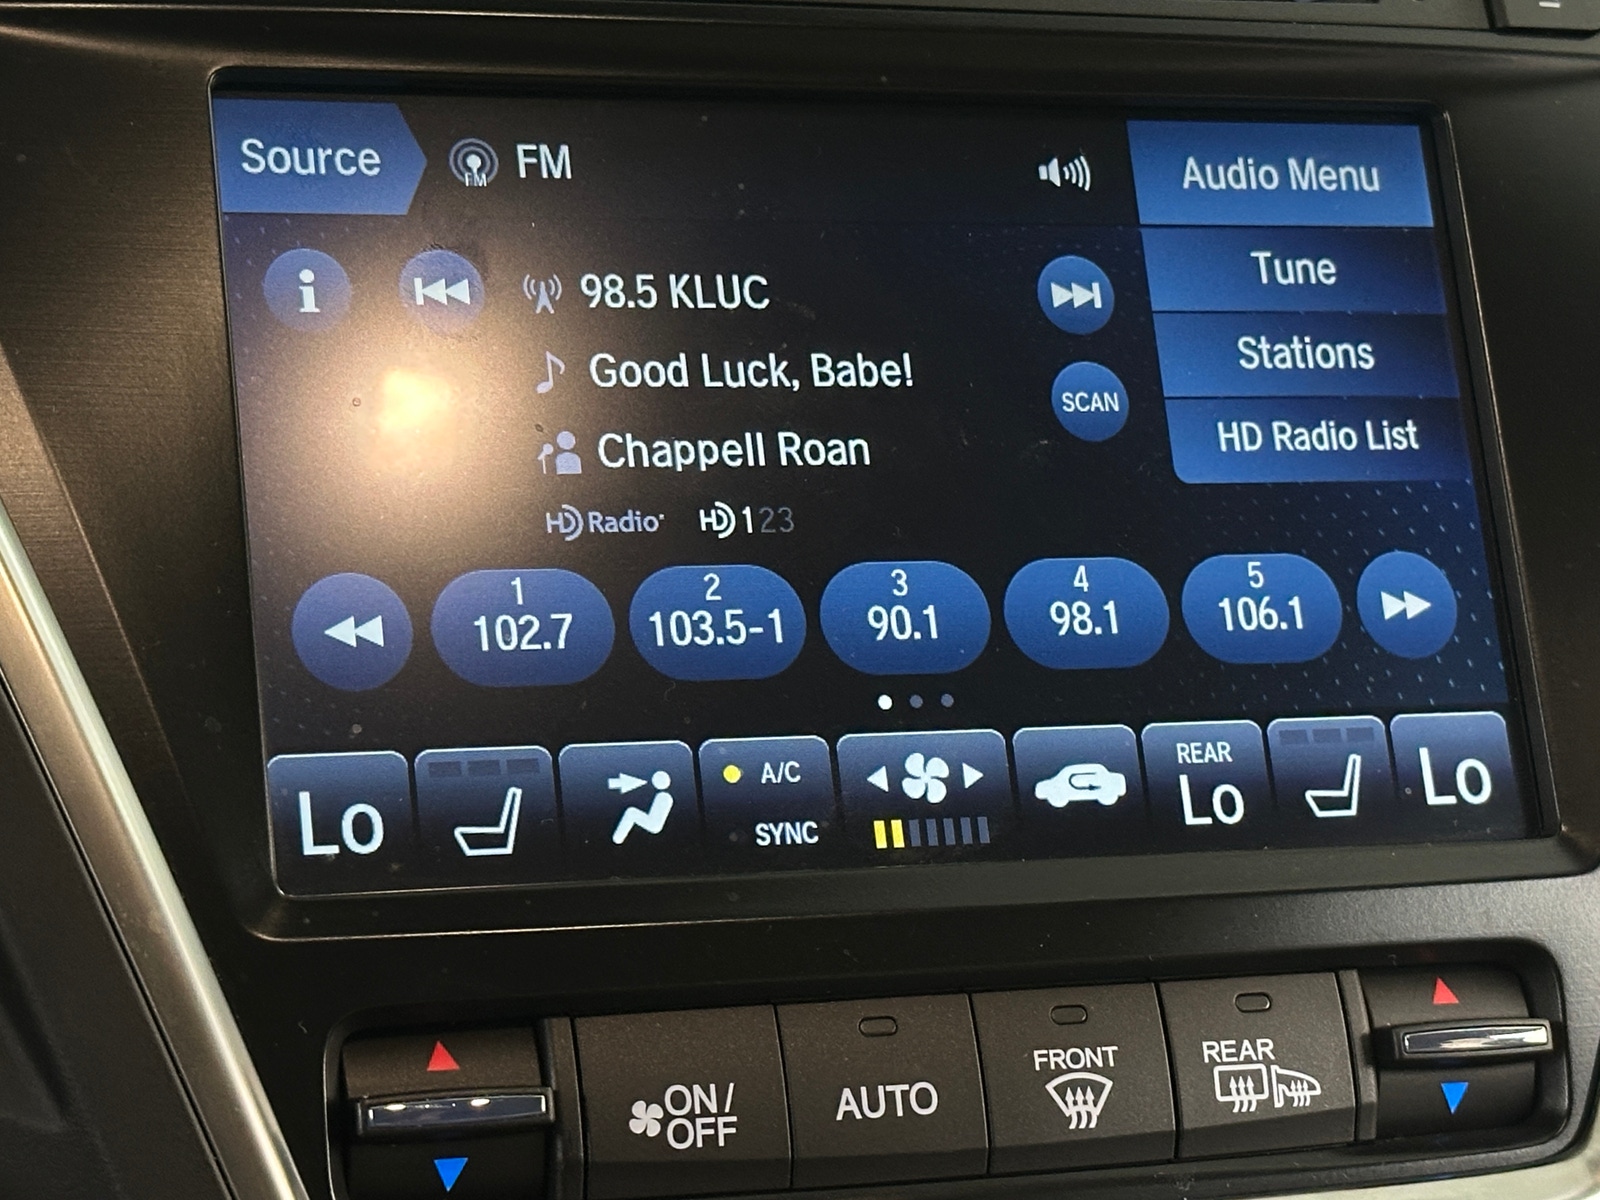 Source
FM
FM
Audio Menu
98.5 KLUC
Tune
Good Luck, Babe!
Stations
SCAN
Chappell Roan
HD Radio List
HD Radio HD 1 2 3
1
102.7
2
103.5-1
3
90.1
4
98.1
5
106.1
Lo
A/C
SYNC
REAR
Lo
Lo
ON/
OFF
AUTO
FRONT
REAR